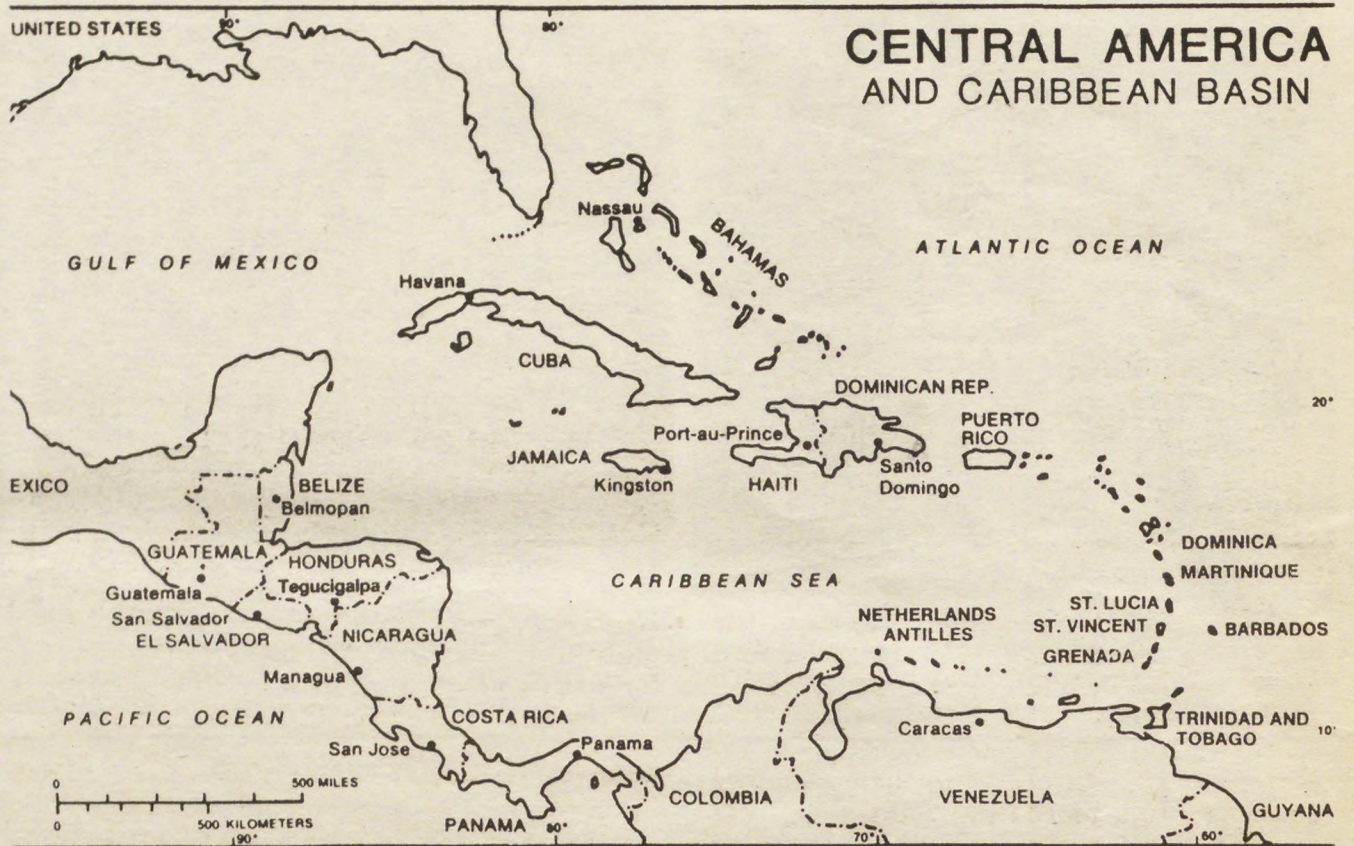 UNITED STATES
90°
80°
CENTRAL AMERICA
AND CARIBBEAN BASIN
Nassau
BAHAMAS
ATLANTIC OCEAN
GULF OF MEXICO
Havana
CUBA
DOMINICAN REP.
20°
PUERTO
RICO
Port-au-Prince
JAMAICA
Kingston
HAITI
Santo
Domingo
EXICO
BELIZE
Belmopan
GUATEMALA
HONDURAS
Tegucigalpa
Guatemala
San Salvador
EL SALVADOR
NICARAGUA
CARIBBEAN SEA
DOMINICA
MARTINIQUE
ST. LUCIA
ST. VINCENT
BARBADOS
GRENADA
NETHERLANDS
ANTILLES
Managua
PACIFIC OCEAN
COSTA RICA
San Jose
Panama
Caracas
TRINIDAD AND
TOBAGO
10°
0
500 MILES
0
500 KILOMETERS
PANAMA
COLOMBIA
VENEZUELA
GUYANA
90°
80°
70°
60°